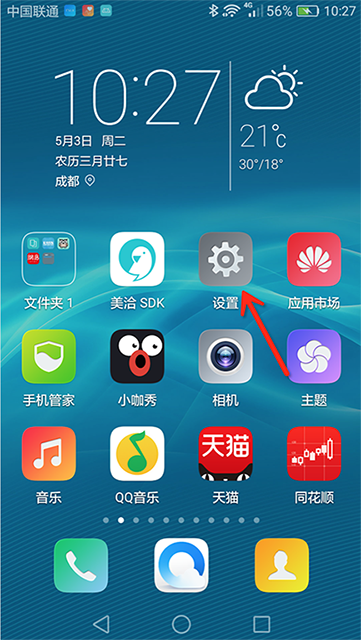 中国联通 4G 56% 10:27
10:27
5月3日 周二
农历三月廿七
成都
21℃
30°/18°
文件夹 1 美洽 SDK 设置 应用市场
手机管家 小咖秀 相机 主题
天猫
音乐 QQ音乐 天猫 同花顺